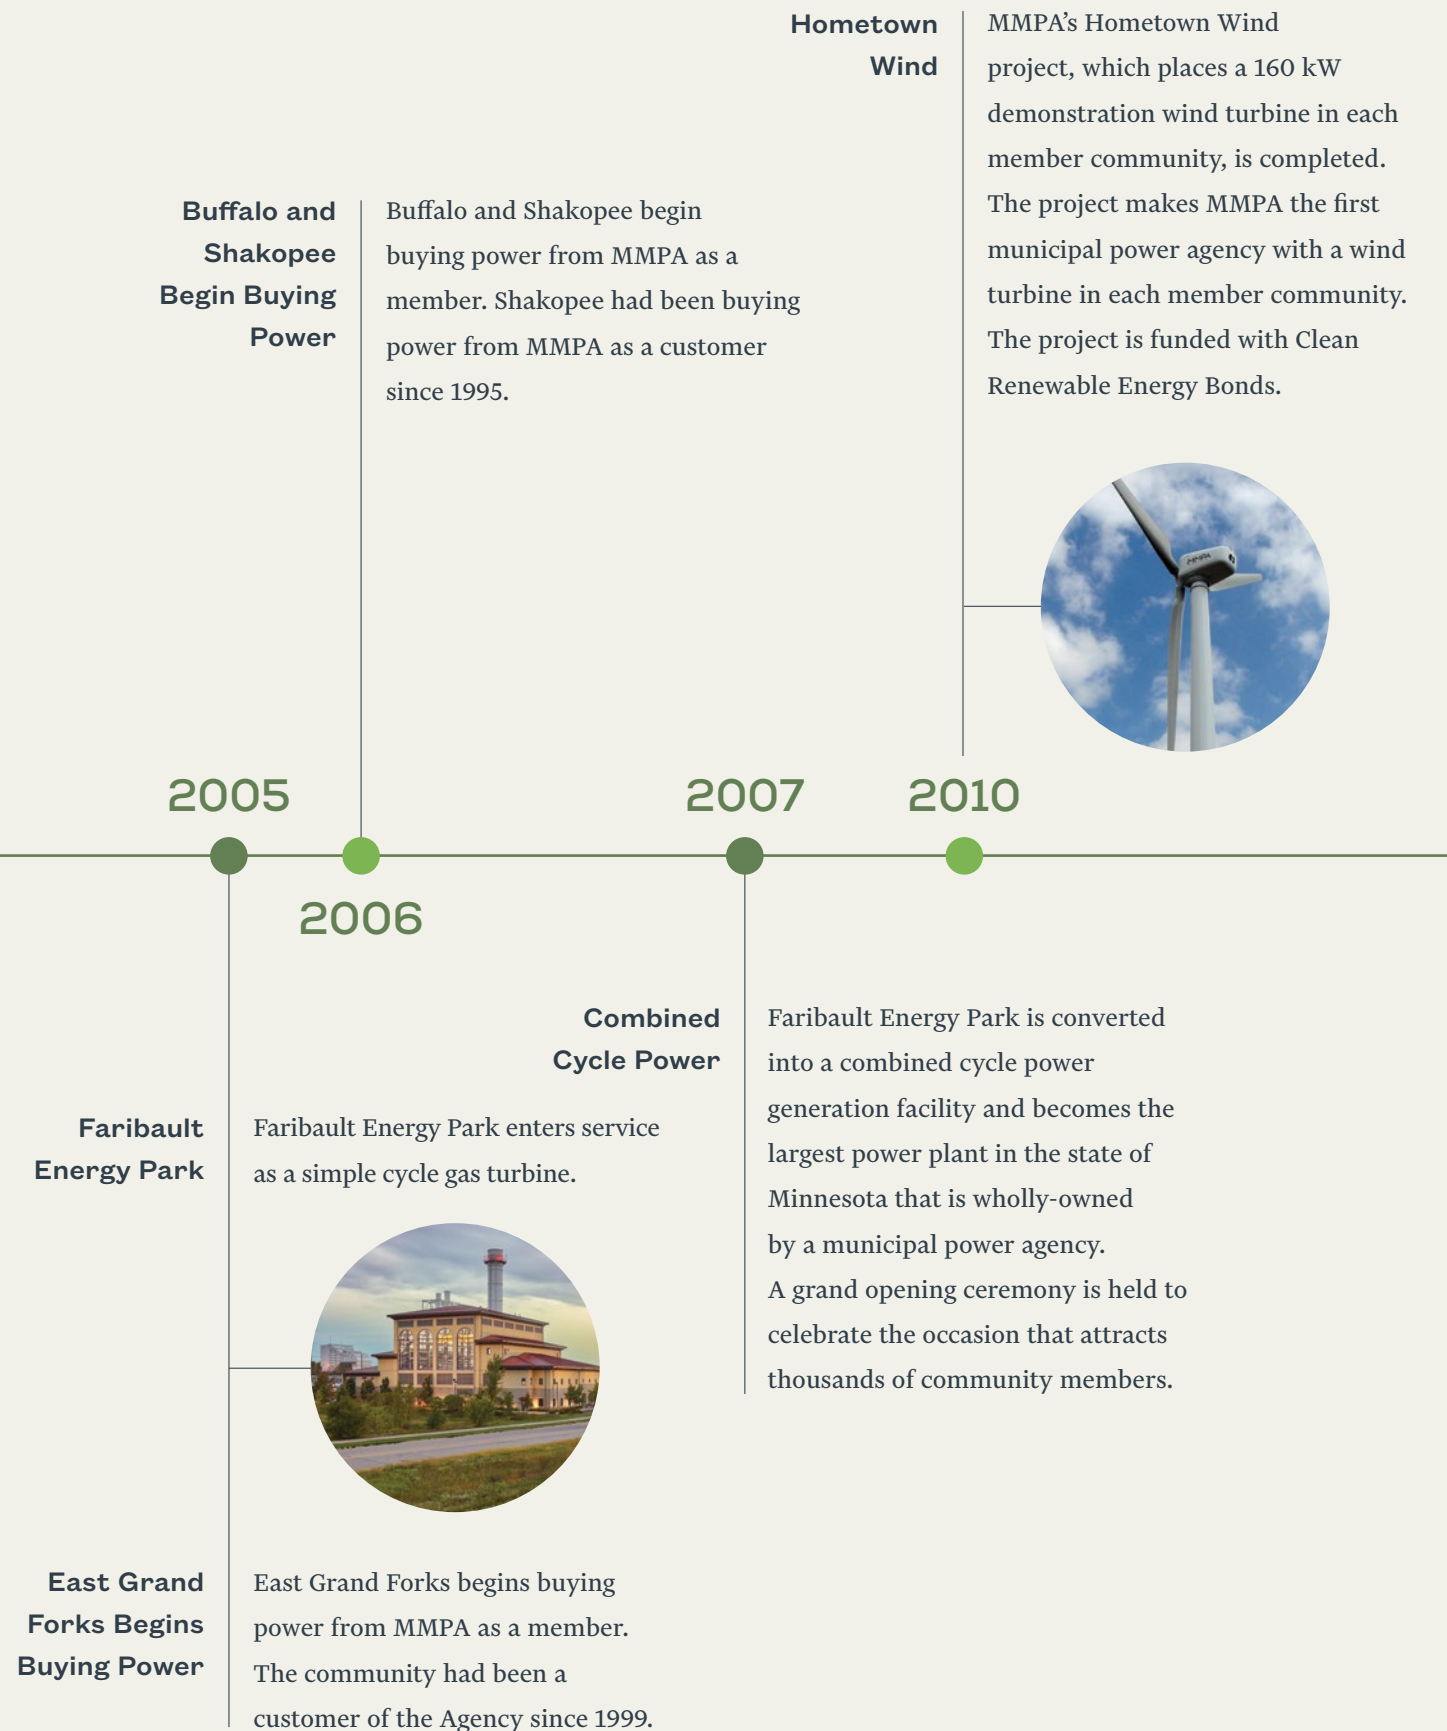 Hometown
Wind
MMPA’s Hometown Wind
project, which places a 160 kW
demonstration wind turbine in each
member community, is completed.
The project makes MMPA the first
municipal power agency with a wind
turbine in each member community.
The project is funded with Clean
Renewable Energy Bonds.
Buffalo and
Shakopee
Begin Buying
Power
Buffalo and Shakopee begin
buying power from MMPA as a
member. Shakopee had been buying
power from MMPA as a customer
since 1995.
MMPA
2005
2007
2010
2006
Combined
Cycle Power
Faribault Energy Park is converted
into a combined cycle power
generation facility and becomes the
largest power plant in the state of
Minnesota that is wholly-owned
by a municipal power agency.
A grand opening ceremony is held to
celebrate the occasion that attracts
thousands of community members.
Faribault
Energy Park
Faribault Energy Park enters service
as a simple cycle gas turbine.
East Grand
Forks Begins
Buying Power
East Grand Forks begins buying
power from MMPA as a member.
The community had been a
customer of the Agency since 1999.